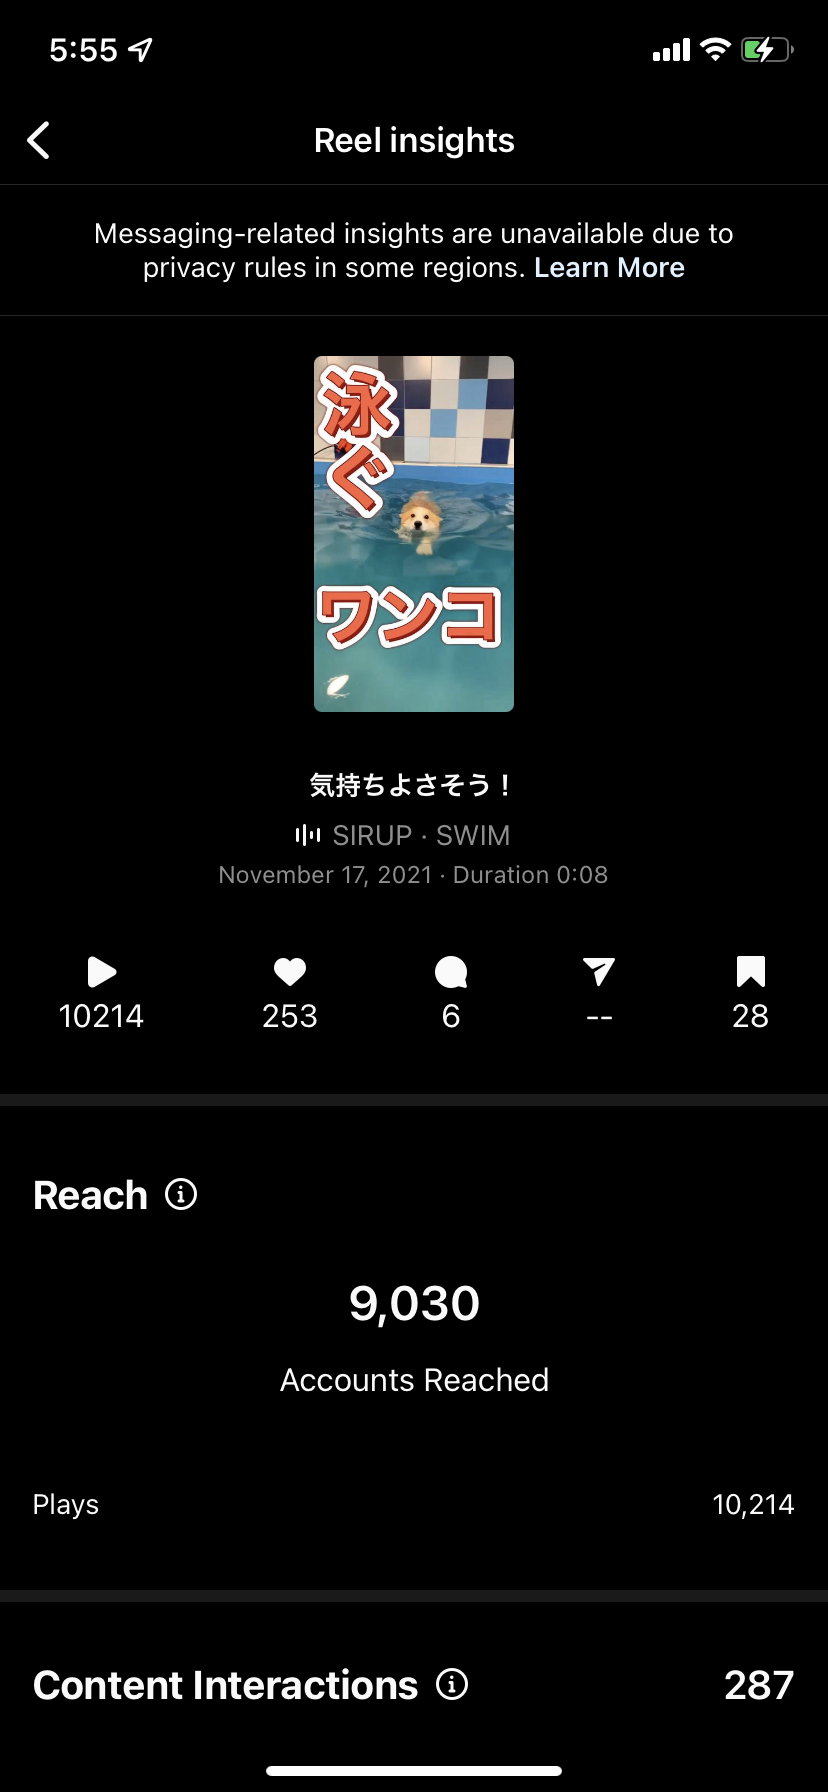 5:55
Reel insights
Messaging-related insights are unavailable due to
privacy rules in some regions. Learn More
泳ぐ
ワンコ
気持ちよさそう！
SIRUP · SWIM
November 17, 2021 · Duration 0:08
10214 253 6 -- 28
Reach
9,030
Accounts Reached
Plays 10,214
Content Interactions 287